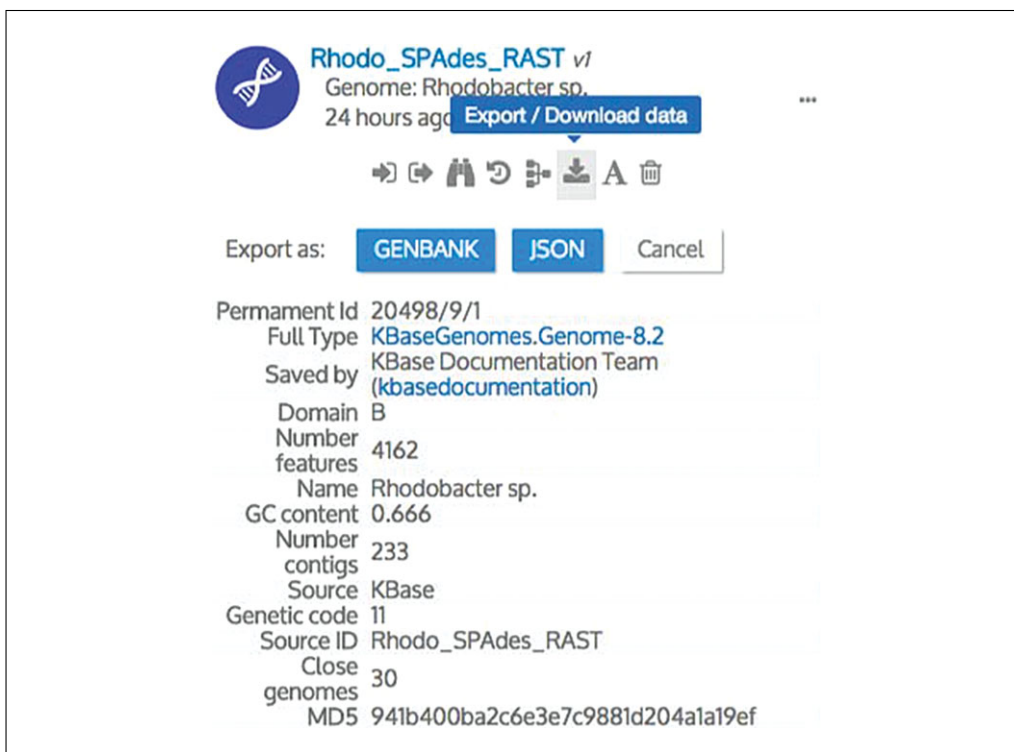 Rhodo_SPAdes_RAST v1
Genome: Rhodobacter sp.
24 hours ago
Export / Download data
A
Export as: GENBANK JSON Cancel
Permament Id 20498/9/1
Full Type KBaseGenomes.Genome-8.2
Saved by KBase Documentation Team
(kbasedocumentation)
Domain B
Number features 4162
Name Rhodobacter sp.
GC content 0.666
Number contigs 233
Source KBase
Genetic code 11
Source ID Rhodo_SPAdes_RAST
Close genomes 30
MD5 941b400ba2c6e3e7c9881d204a1a19ef